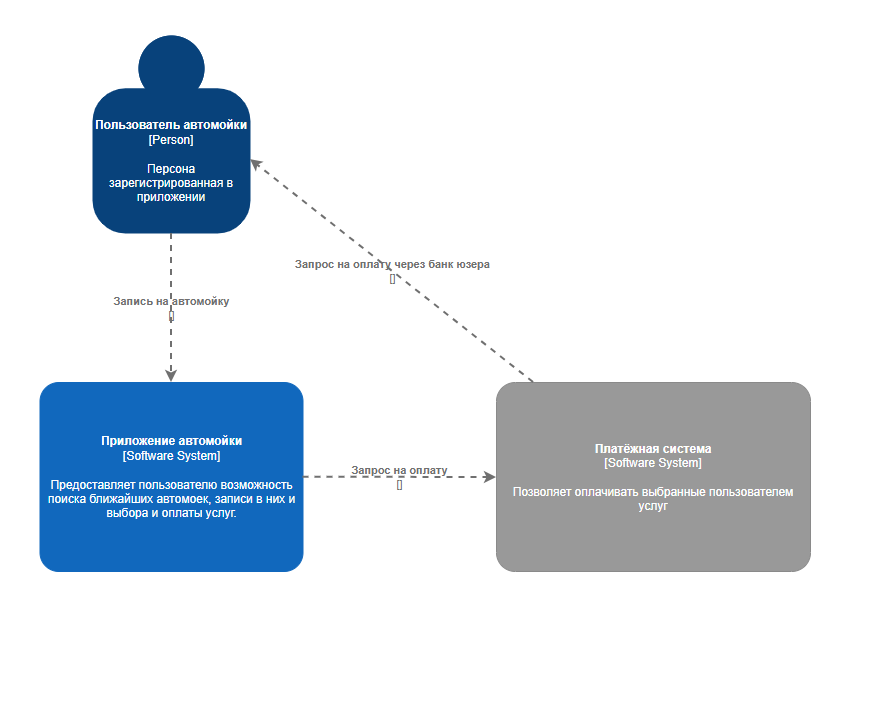 Пользователь автомойки
[Person]
Персона
зарегистрированная в
приложении
Запрос на оплату через банк юзера
[]
Запись на автомойку
[]
Приложение автомойки
[Software System]
Предоставляет пользователю возможность
поиска ближайших автомоек, записи в них и
выбора и оплаты услуг.
Запрос на оплату
[]
Платёжная система
[Software System]
Позволяет оплачивать выбранные пользователем
услуг